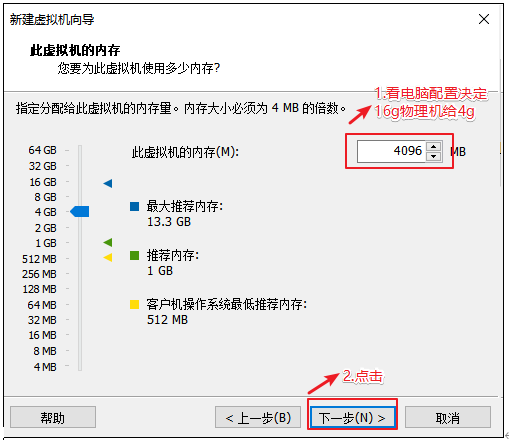 新建虚拟机向导
此虚拟机的内存
您要为此虚拟机使用多少内存?
1.看电脑配置决定
16g物理机给4g
指定分配给此虚拟机的内存量。内存大小必须为 4 MB 的倍数。
此虚拟机的内存(M):
4096
MB
64 GB
32 GB
16 GB
8 GB
4 GB
2 GB
1 GB
512 MB
256 MB
128 MB
64 MB
32 MB
16 MB
8 MB
4 MB
最大推荐内存:
13.3 GB
推荐内存:
1 GB
客户机操作系统最低推荐内存:
512 MB
2.点击
帮助
< 上一步(B)
下一步(N) >
取消